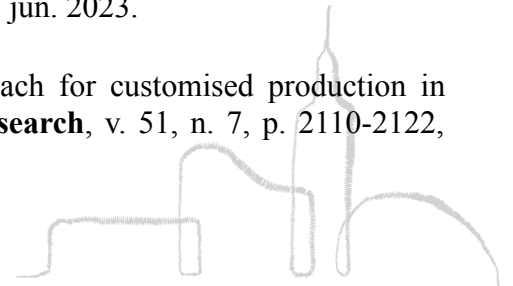 jun. 2023.
ach for customised production in
search, v. 51, n. 7, p. 2110-2122,